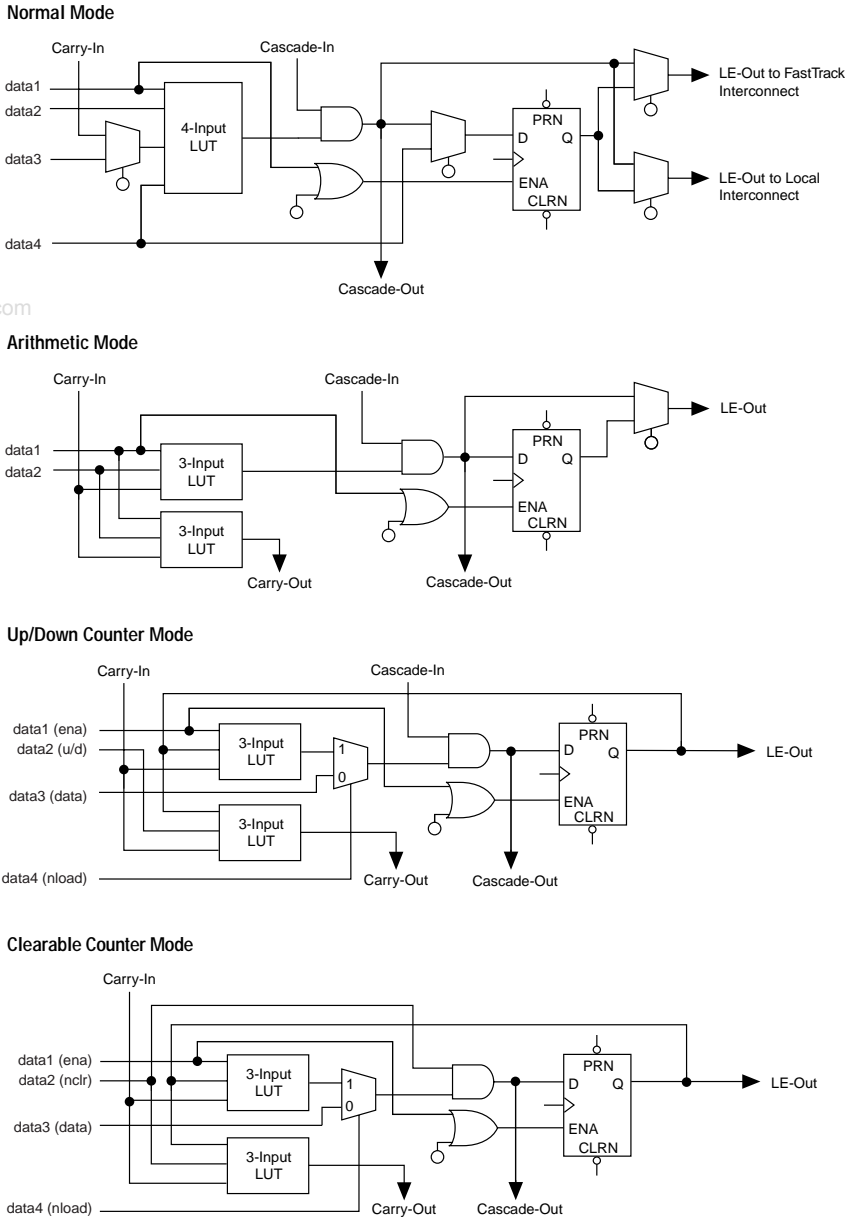 Normal Mode
Carry-In
Cascade-In
data1
data2
data3
data4
4-Input
LUT
PRN
D
Q
ENA
CLRN
LE-Out to FastTrack
Interconnect
LE-Out to Local
Interconnect
Cascade-Out
com
Arithmetic Mode
Carry-In
Cascade-In
data1
data2
3-Input
LUT
3-Input
LUT
PRN
D
Q
ENA
CLRN
LE-Out
Carry-Out
Cascade-Out
Up/Down Counter Mode
Carry-In
Cascade-In
data1 (ena)
data2 (u/d)
data3 (data)
data4 (nload)
3-Input
LUT
3-Input
LUT
1
0
PRN
D
Q
ENA
CLRN
LE-Out
Carry-Out
Cascade-Out
Clearable Counter Mode
Carry-In
data1 (ena)
data2 (nclr)
data3 (data)
data4 (nload)
3-Input
LUT
3-Input
LUT
1
0
PRN
D
Q
ENA
CLRN
LE-Out
Carry-Out
Cascade-Out